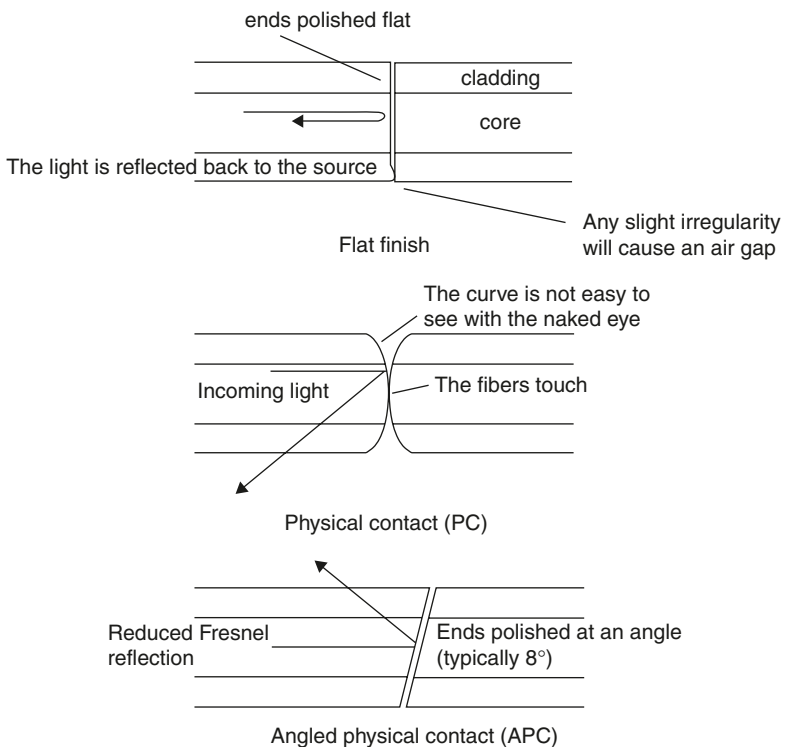 ends polished flat
cladding
core
The light is reflected back to the source
Any slight irregularity
will cause an air gap
Flat finish
The curve is not easy to
see with the naked eye
Incoming light
The fibers touch
Physical contact (PC)
Reduced Fresnel
reflection
Ends polished at an angle
(typically 8°)
Angled physical contact (APC)